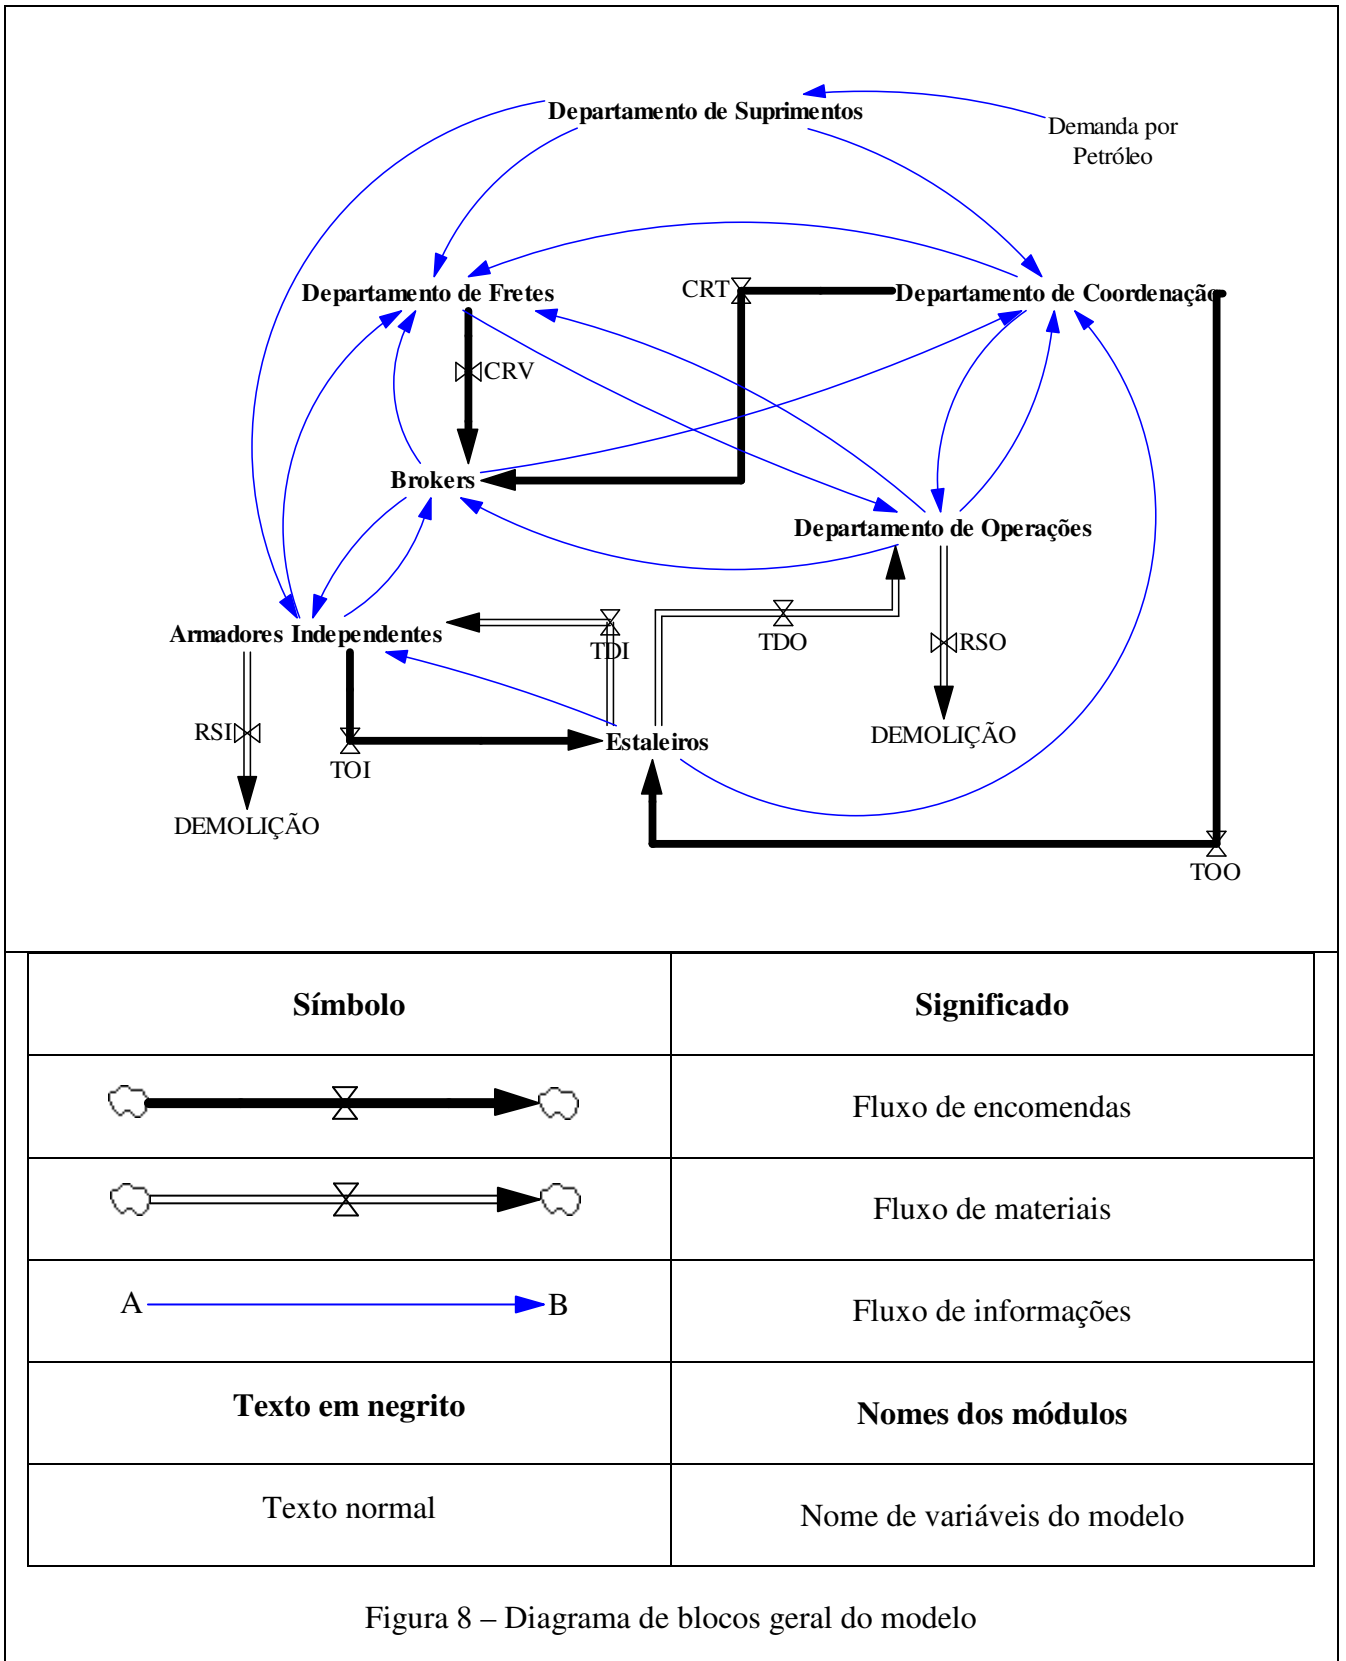 Departamento de Suprimentos
Demanda por
Petróleo
Departamento de Fretes
CRT
Departamento de Coordenação
CRV
Brokers
Departamento de Operações
Armadores Independentes
TDI
TDO
RSO
RSI
TOI
Estaleiros
DEMOLIÇÃO
DEMOLIÇÃO
TOO
Símbolo
Significado
Fluxo de encomendas
Fluxo de materiais
A
B
Fluxo de informações
Texto em negrito
Nomes dos módulos
Texto normal
Nome de variáveis do modelo
Figura 8 – Diagrama de blocos geral do modelo